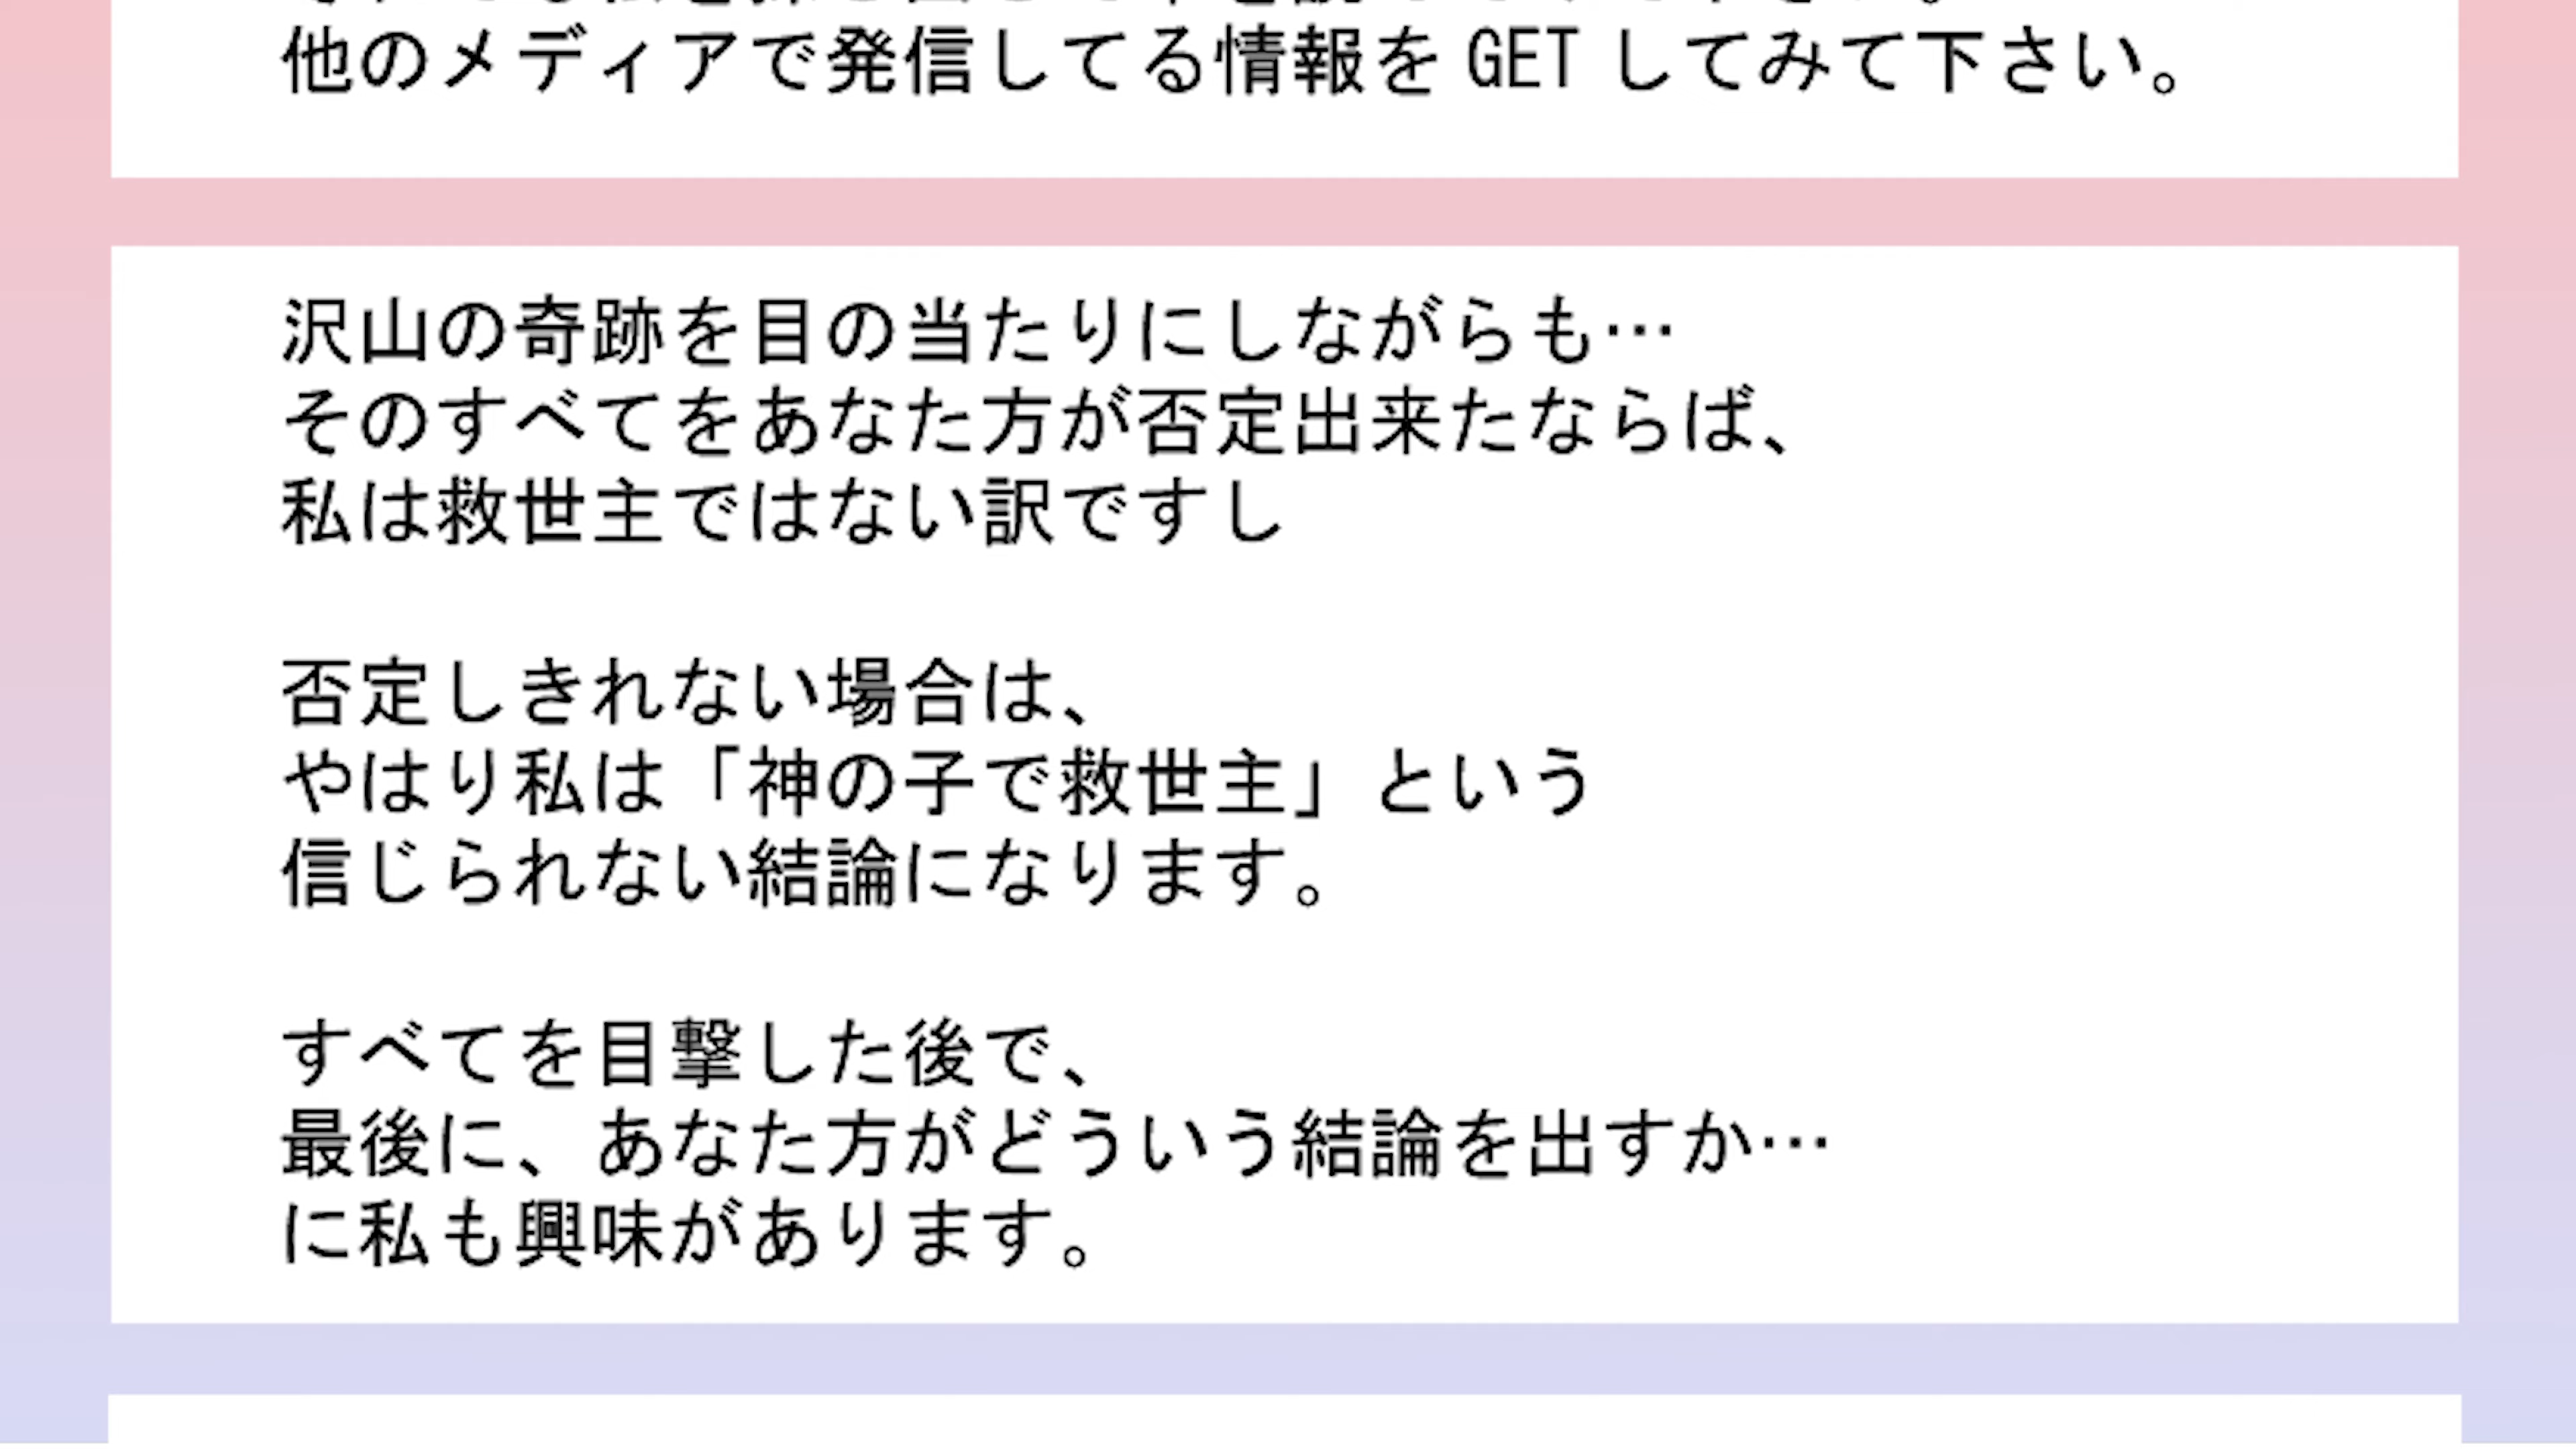 他のメディアで発信してる情報を GET してみて下さい。
沢山の奇跡を目の当たりにしながらも…
そのすべてをあなた方が否定出来たならば、
私は救世主ではない訳ですし
否定しきれない場合は、
やはり私は「神の子で救世主」という
信じられない結論になります。
すべてを目撃した後で、
最後に、あなた方がどういう結論を出すか…
に私も興味があります。